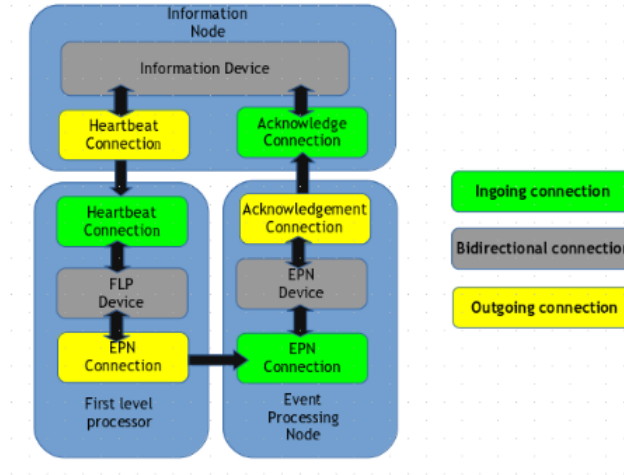 Information
Node
Information Device
Heartbeat
Connection
Acknowledge
Connection
Heartbeat
Connection
Acknowledgement
Connection
FLP
Device
EPN
Device
EPN
Connection
EPN
Connection
First level
processor
Event
Processing
Node
Ingoing connection
Bidirectional connection
Outgoing connection